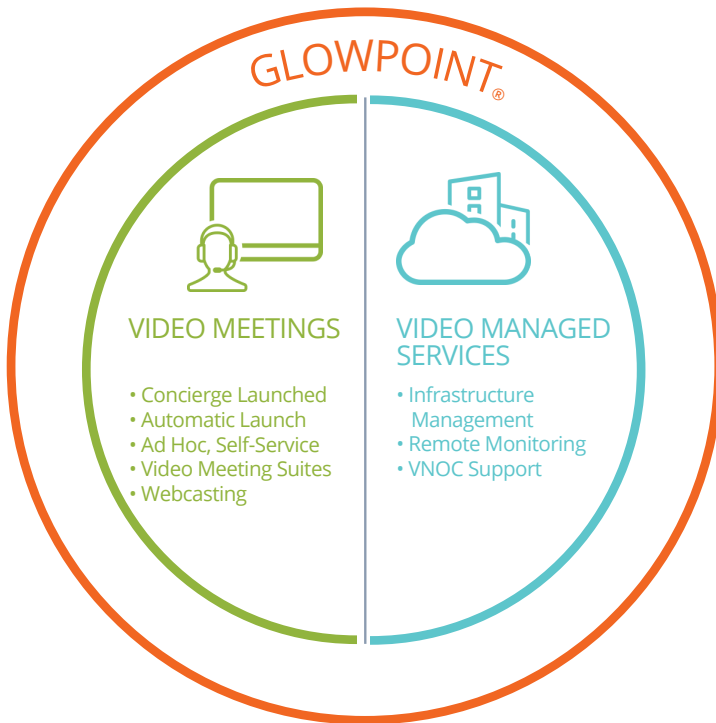 GLOWPOINT®
VIDEO MEETINGS
• Concierge Launched
• Automatic Launch
• Ad Hoc, Self-Service
• Video Meeting Suites
• Webcasting
VIDEO MANAGED
SERVICES
• Infrastructure
Management
• Remote Monitoring
• VNOC Support